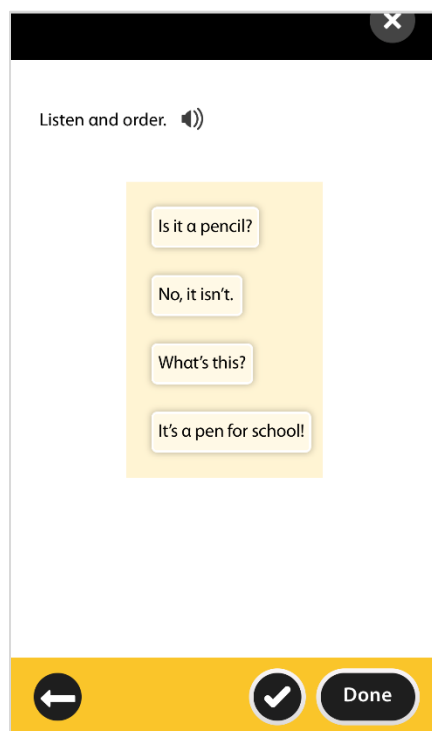 Listen and order.
Is it a pencil?
No, it isn't.
What's this?
It's a pen for school!
Done